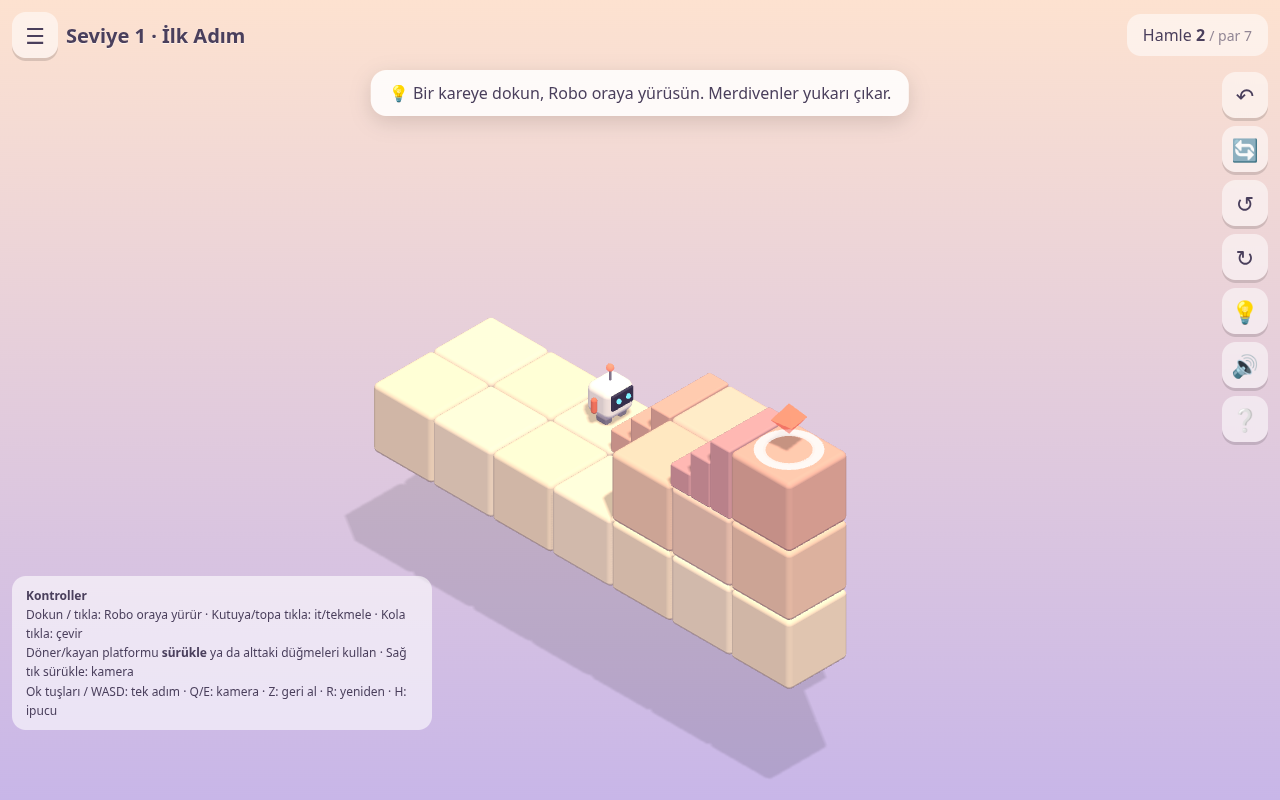 Seviye 1 · İlk Adım
Hamle 2 / par 7
💡 Bir kareye dokun, Robo oraya yürüsün. Merdivenler yukarı çıkar.
Kontroller
Dokun / tıkla: Robo oraya yürür · Kutuya/topa tıkla: it/tekmele · Kola
tıkla: çevir
Döner/kayan platformu sürükle ya da alttaki düğmeleri kullan · Sağ
tık sürükle: kamera
Ok tuşları / WASD: tek adım · Q/E: kamera · Z: geri al · R: yeniden · H:
ipucu